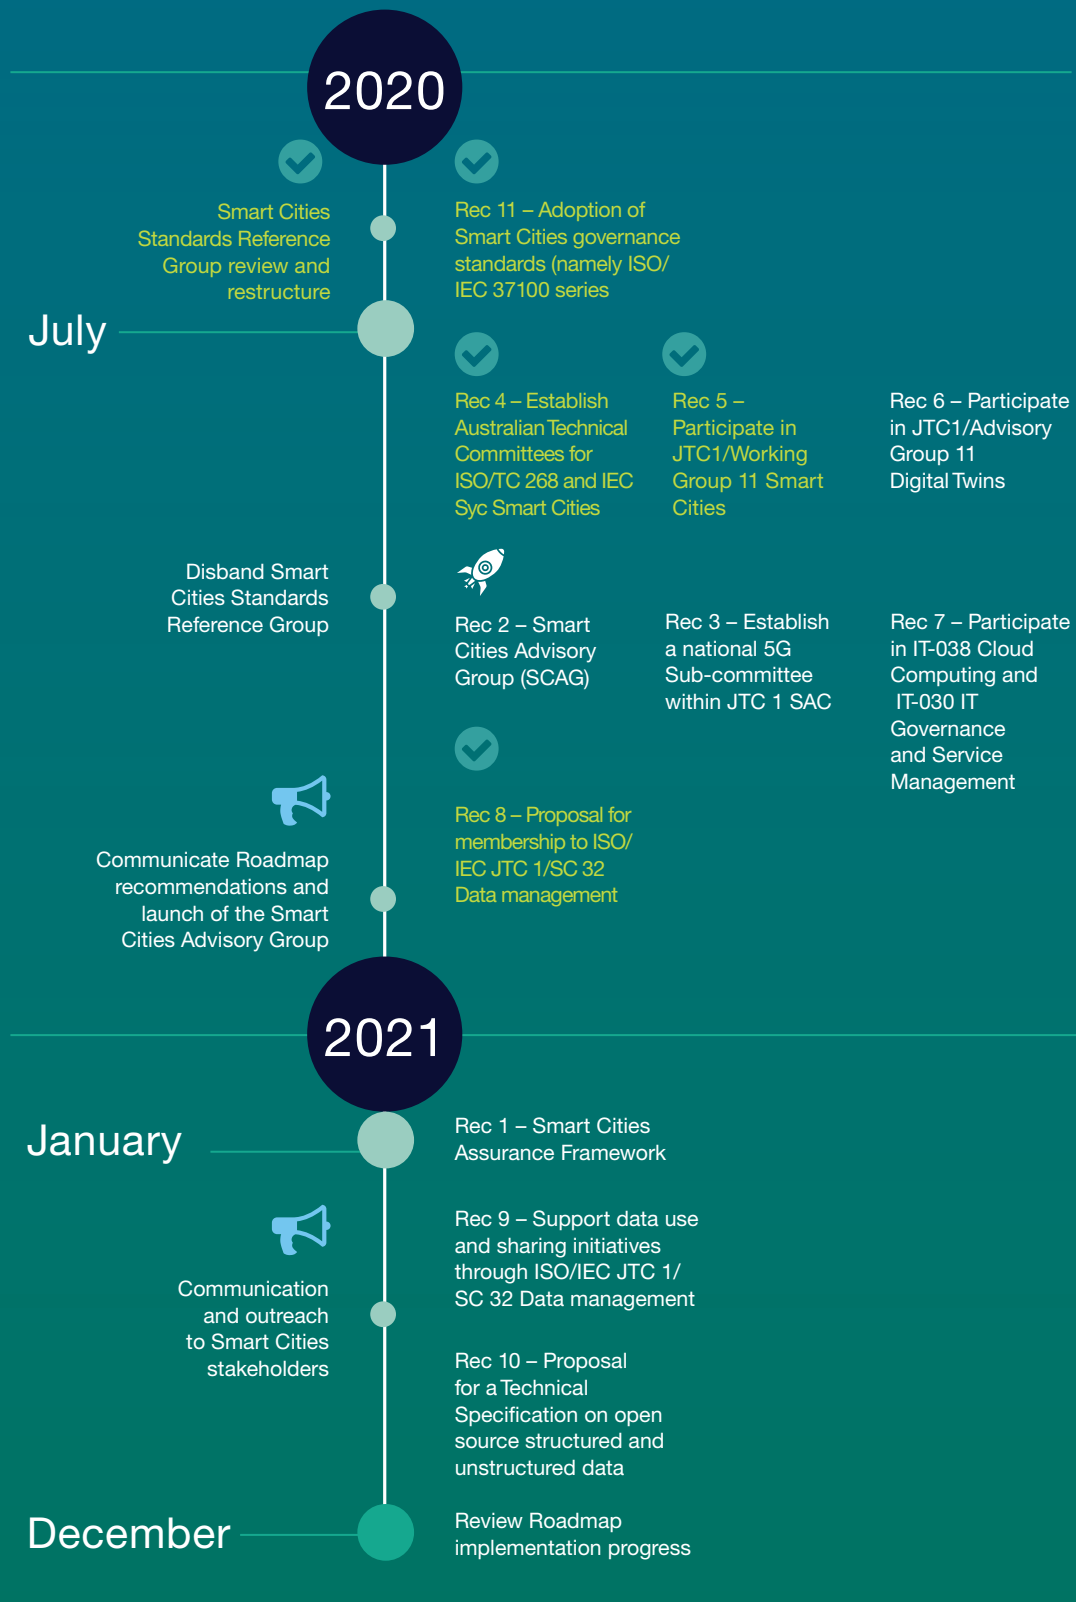 2020
Smart Cities
Standards Reference
Group review and
restructure
Rec 11 – Adoption of
Smart Cities governance
standards (namely ISO/
IEC 37100 series
July
Rec 4 – Establish
Australian Technical
Committees for
ISO/TC 268 and IEC
Syc Smart Cities
Rec 5 –
Participate in
JTC1/Working
Group 11 Smart
Cities
Rec 6 – Participate
in JTC1/Advisory
Group 11
Digital Twins
Disband Smart
Cities Standards
Reference Group
Rec 2 – Smart
Cities Advisory
Group (SCAG)
Rec 3 – Establish
a national 5G
Sub-committee
within JTC 1 SAC
Rec 7 – Participate
in IT-038 Cloud
Computing and
IT-030 IT
Governance
and Service
Management
Rec 8 – Proposal for
membership to ISO/
IEC JTC 1/SC 32
Data management
Communicate Roadmap
recommendations and
launch of the Smart
Cities Advisory Group
2021
January
Rec 1 – Smart Cities
Assurance Framework
Rec 9 – Support data use
and sharing initiatives
through ISO/IEC JTC 1/
SC 32 Data management
Communication
and outreach
to Smart Cities
stakeholders
Rec 10 – Proposal
for a Technical
Specification on open
source structured and
unstructured data
December
Review Roadmap
implementation progress